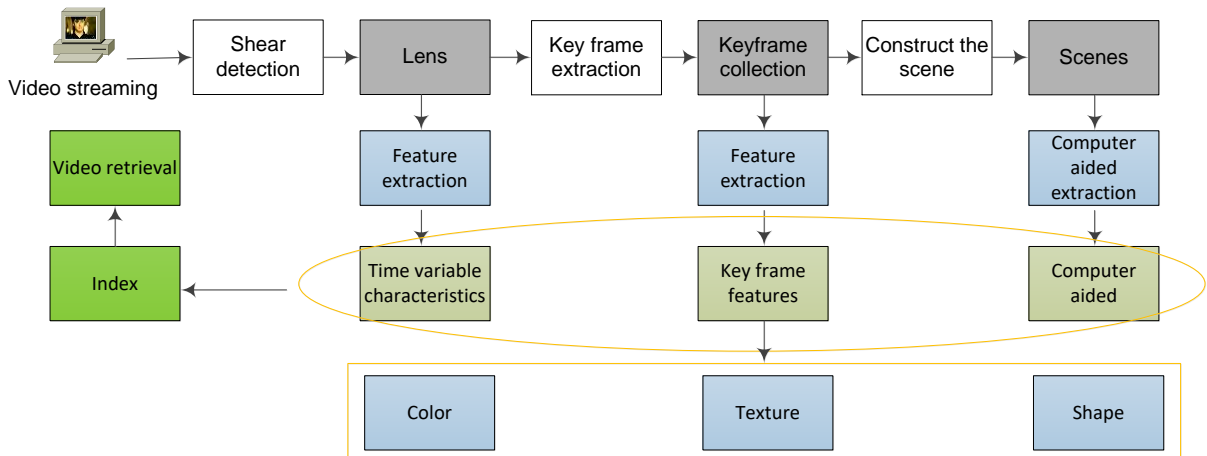 Video streaming
Shear
detection
Lens
Key frame
extraction
Keyframe
collection
Construct the
scene
Scenes
Video retrieval
Feature
extraction
Feature
extraction
Computer
aided
extraction
Index
Time variable
characteristics
Key frame
features
Computer
aided
Color
Texture
Shape